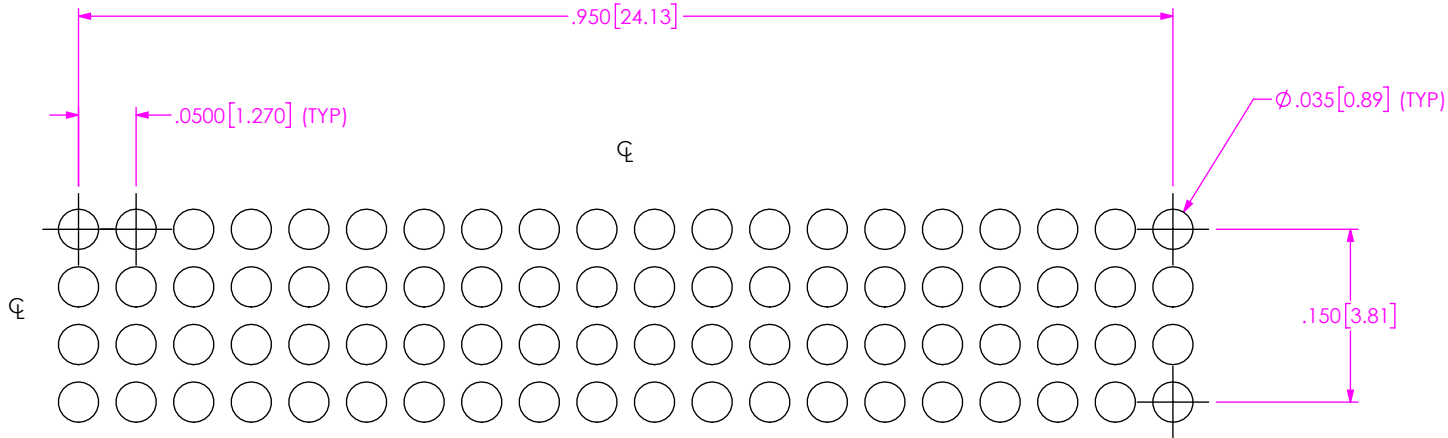 .950[24.13]
.0500[1.270] (TYP)
Ø.035[0.89] (TYP)
℄
℄
.150[3.81]